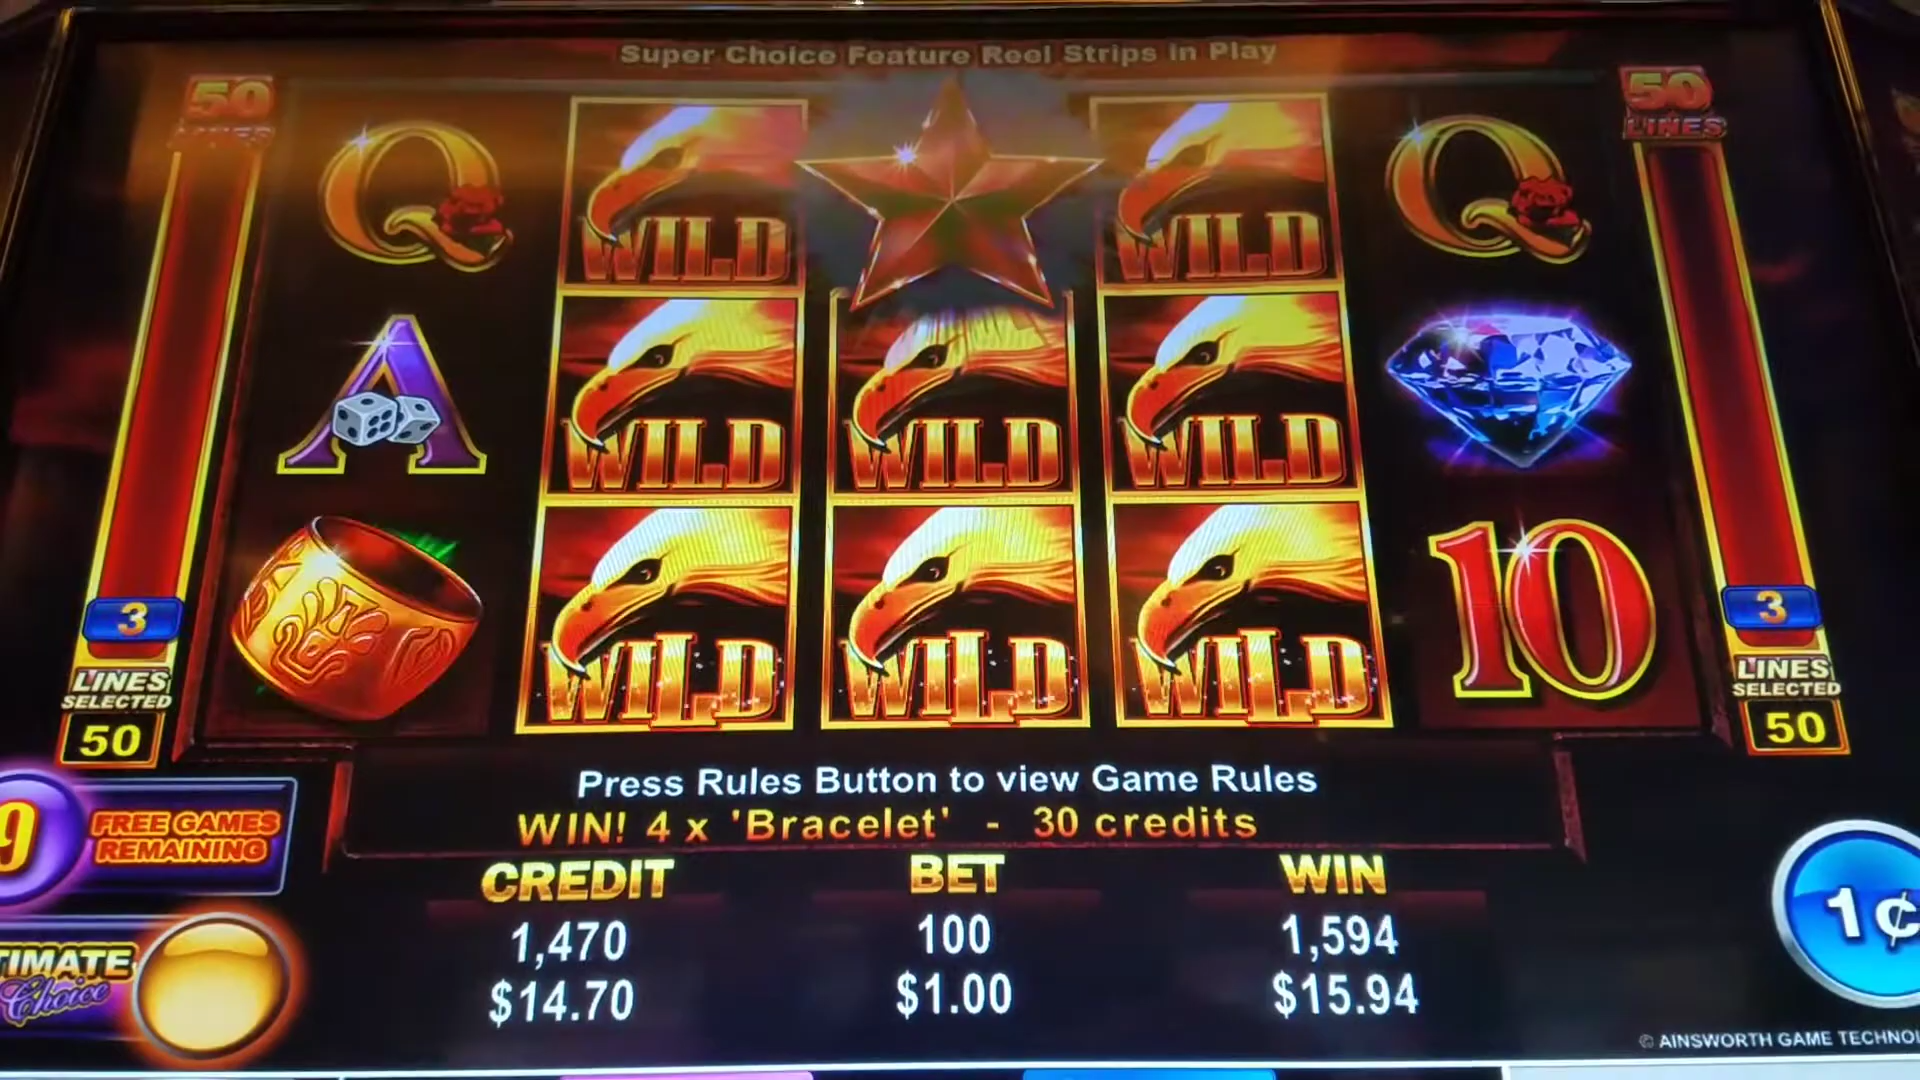 Super Choice Feature Reel Strips in Play
50 LINES
50 LINES
Q
WILD
WILD
Q
A
WILD
WILD
WILD
WILD
WILD
WILD
10
3
3
LINES SELECTED
LINES SELECTED
50
50
Press Rules Button to view Game Rules
WIN! 4 x 'Bracelet' - 30 credits
9
FREE GAMES
REMAINING
CREDIT
BET
WIN
1,470
100
1,594
$14.70
$1.00
$15.94
1¢
TIMATE
Choice
© AINSWORTH GAME TECHNOL